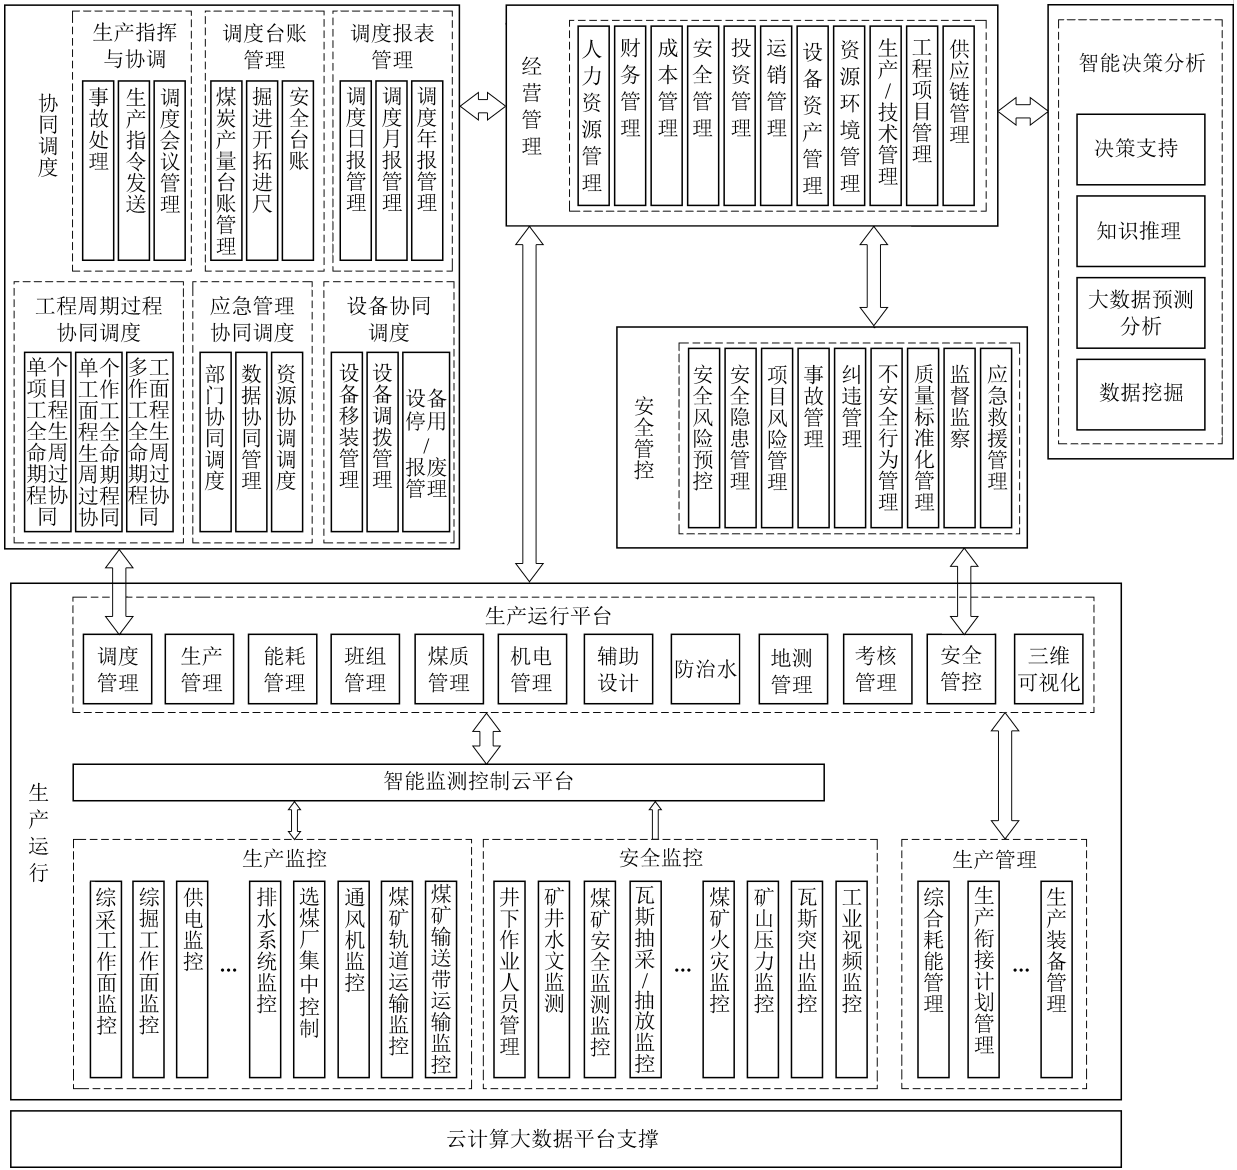 协同调度
生产指挥
与协调
事故处理
生产指令发送
调度会议管理
调度台账
管理
煤炭产量台账管理
掘进开拓进尺
安全台账
调度报表
管理
调度日报管理
调度月报管理
调度年报管理
工程周期过程
协同调度
单个项目工程全生命周期过程协同
单个工作面工程全生命周期过程协同
多工作面工程全生命周期过程协同
应急管理
协同调度
部门协同调度
数据协同管理
资源协调调度
设备协同
调度
设备移装管理
设备调拨管理
设备停用/报废管理
经营管理
人力资源管理
财务管理
成本管理
安全管理
投资管理
运销管理
设备资产管理
资源环境管理
生产/技术管理
工程项目管理
供应链管理
智能决策分析
决策支持
知识推理
大数据预测
分析
数据挖掘
安全管控
安全风险预控
安全隐患管理
项目风险管理
事故管理
纠违管理
不安全行为管理
质量标准化管理
监督监察
应急救援管理
生产运行
生产运行平台
调度
管理
生产
管理
能耗
管理
班组
管理
煤质
管理
机电
管理
辅助
设计
防治水
地测
管理
考核
管理
安全
管控
三维
可视化
智能监测控制云平台
生产监控
综采工作面监控
综掘工作面监控
供电监控
...
排水系统监控
选煤厂集中控制
通风机监控
煤矿轨道运输监控
煤矿输送带运输监控
安全监控
井下作业人员管理
矿井水文监测
煤矿安全监测监控
瓦斯抽采/抽放监控
...
煤矿火灾监控
矿山压力监控
瓦斯突出监控
工业视频监控
生产管理
综合耗能管理
生产衔接计划管理
...
生产装备管理
云计算大数据平台支撑